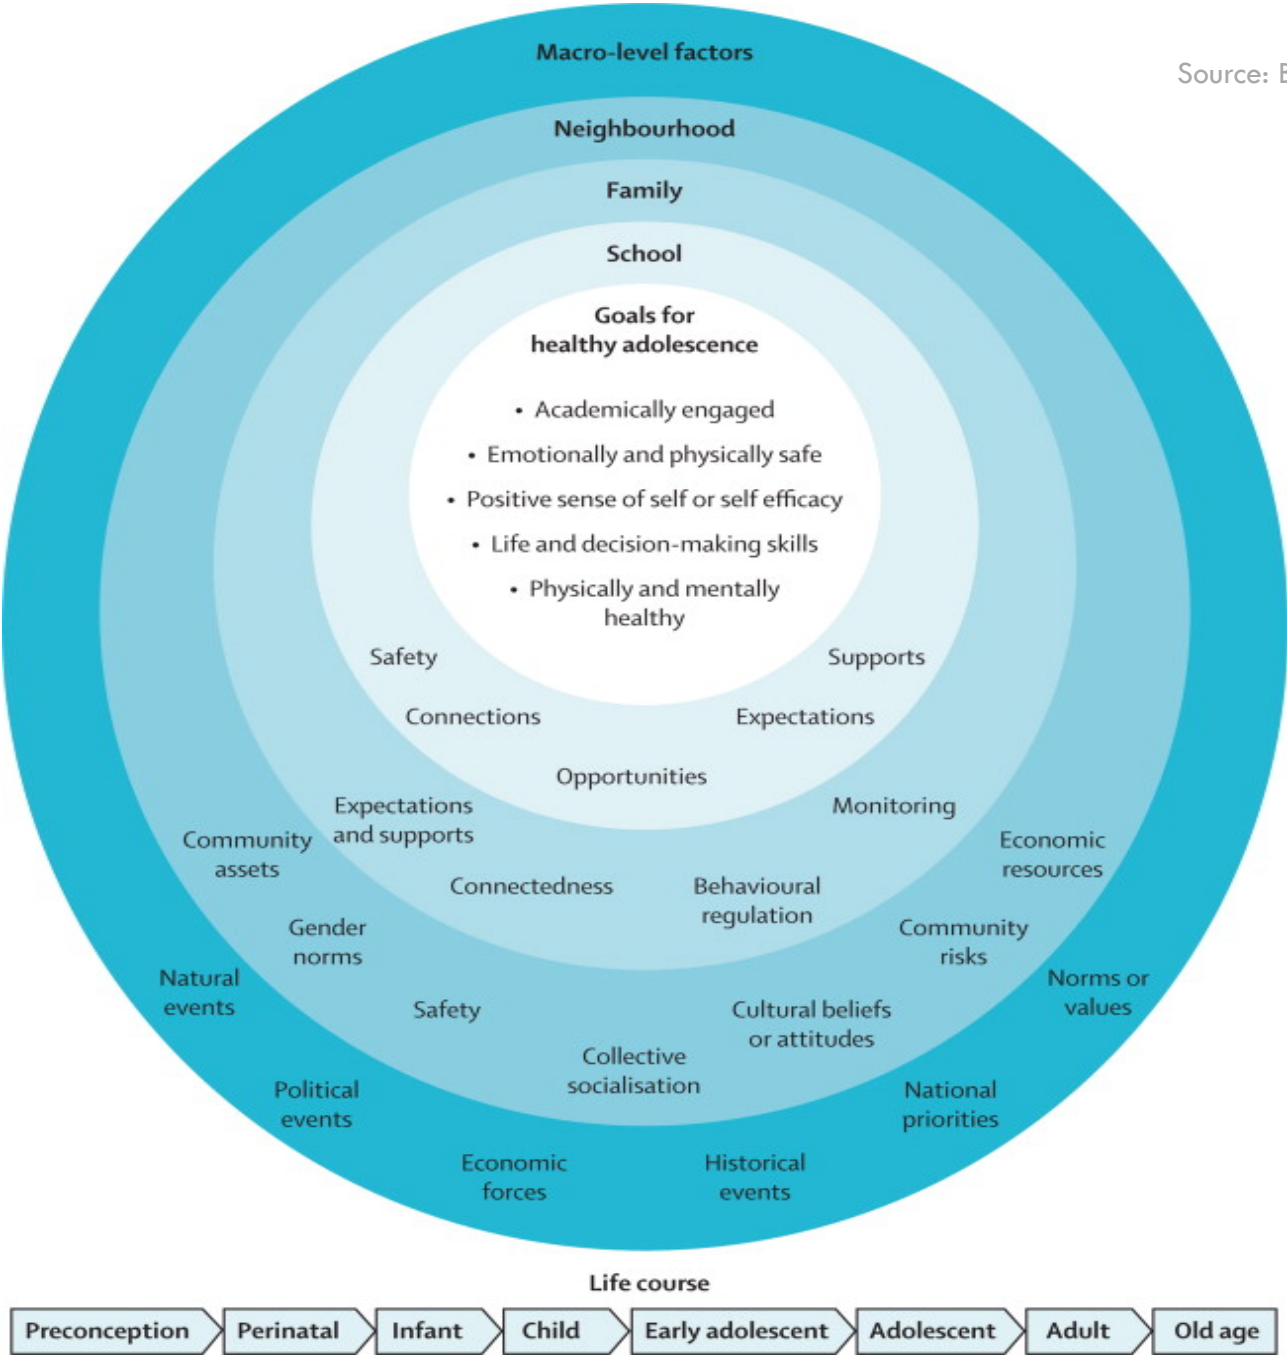 Macro-level factors
Source: B
Neighbourhood
Family
School
Goals for
healthy adolescence
• Academically engaged
• Emotionally and physically safe
• Positive sense of self or self efficacy
• Life and decision-making skills
• Physically and mentally
healthy
Safety
Supports
Connections
Expectations
Opportunities
Expectations
and supports
Monitoring
Community
assets
Economic
resources
Connectedness
Behavioural
regulation
Gender
norms
Community
risks
Natural
events
Norms or
values
Safety
Cultural beliefs
or attitudes
Collective
socialisation
Political
events
National
priorities
Economic
forces
Historical
events
Life course
Preconception Perinatal Infant Child Early adolescent Adolescent Adult Old age